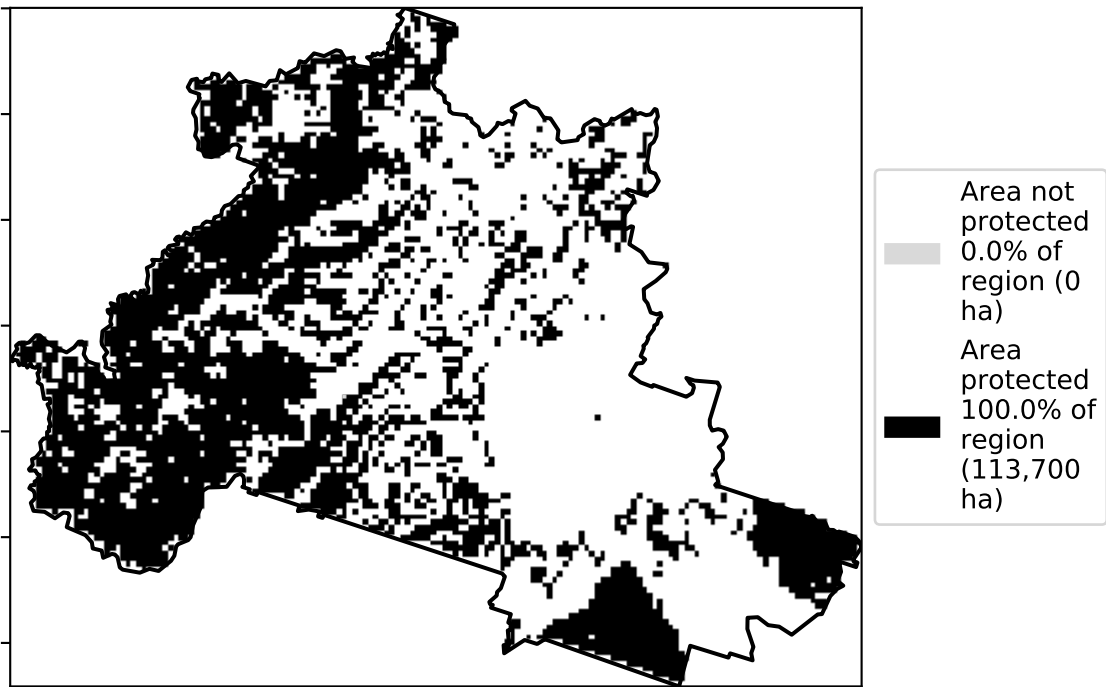 Area not
protected
0.0% of
region (0
ha)
Area
protected
100.0% of
region
(113,700
ha)